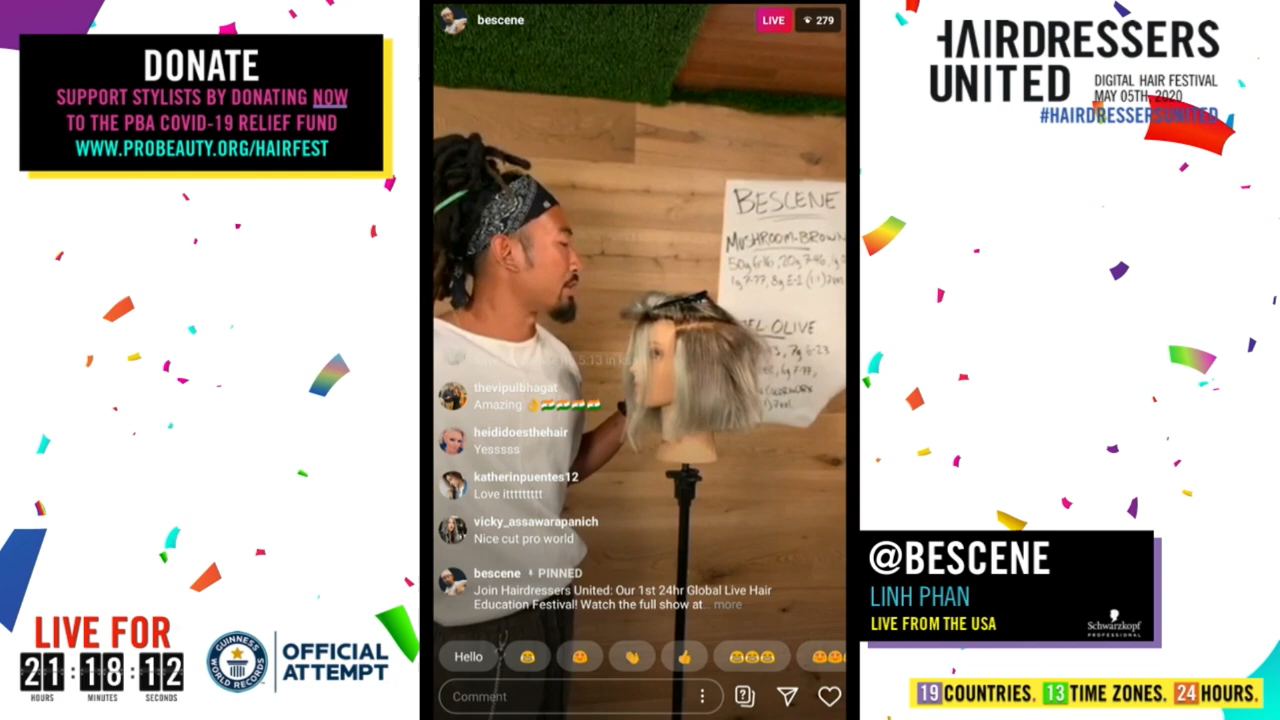 DONATE
SUPPORT STYLISTS BY DONATING NOW
TO THE PBA COVID-19 RELIEF FUND
WWW.PROBEAUTY.ORG/HAIRFEST
LIVE FOR
21:18:12
HOURS MINUTES SECONDS
GUINNESS
WORLD RECORDS
OFFICIAL
ATTEMPT
bescene
LIVE
279
BESCENE
MUSHROOM-BROWN
OLIVE
thevipulbhagat
Amazing 👌🇮🇳🇮🇳🇮🇳🇮🇳
heididoesthehair
Yesssss
katherinpuentes12
Love ittttttttt
vicky_assawarapanich
Nice cut pro world
bescene PINNED
Join Hairdressers United: Our 1st 24hr Global Live Hair
Education Festival! Watch the full show at... more
Hello
Comment
HAIRDRESSERS
UNITED
DIGITAL HAIR FESTIVAL
MAY 05TH, 2020
#HAIRDRESSERSUNITED
@BESCENE
LINH PHAN
LIVE FROM THE USA
Schwarzkopf
PROFESSIONAL
19 COUNTRIES. 13 TIME ZONES. 24 HOURS.